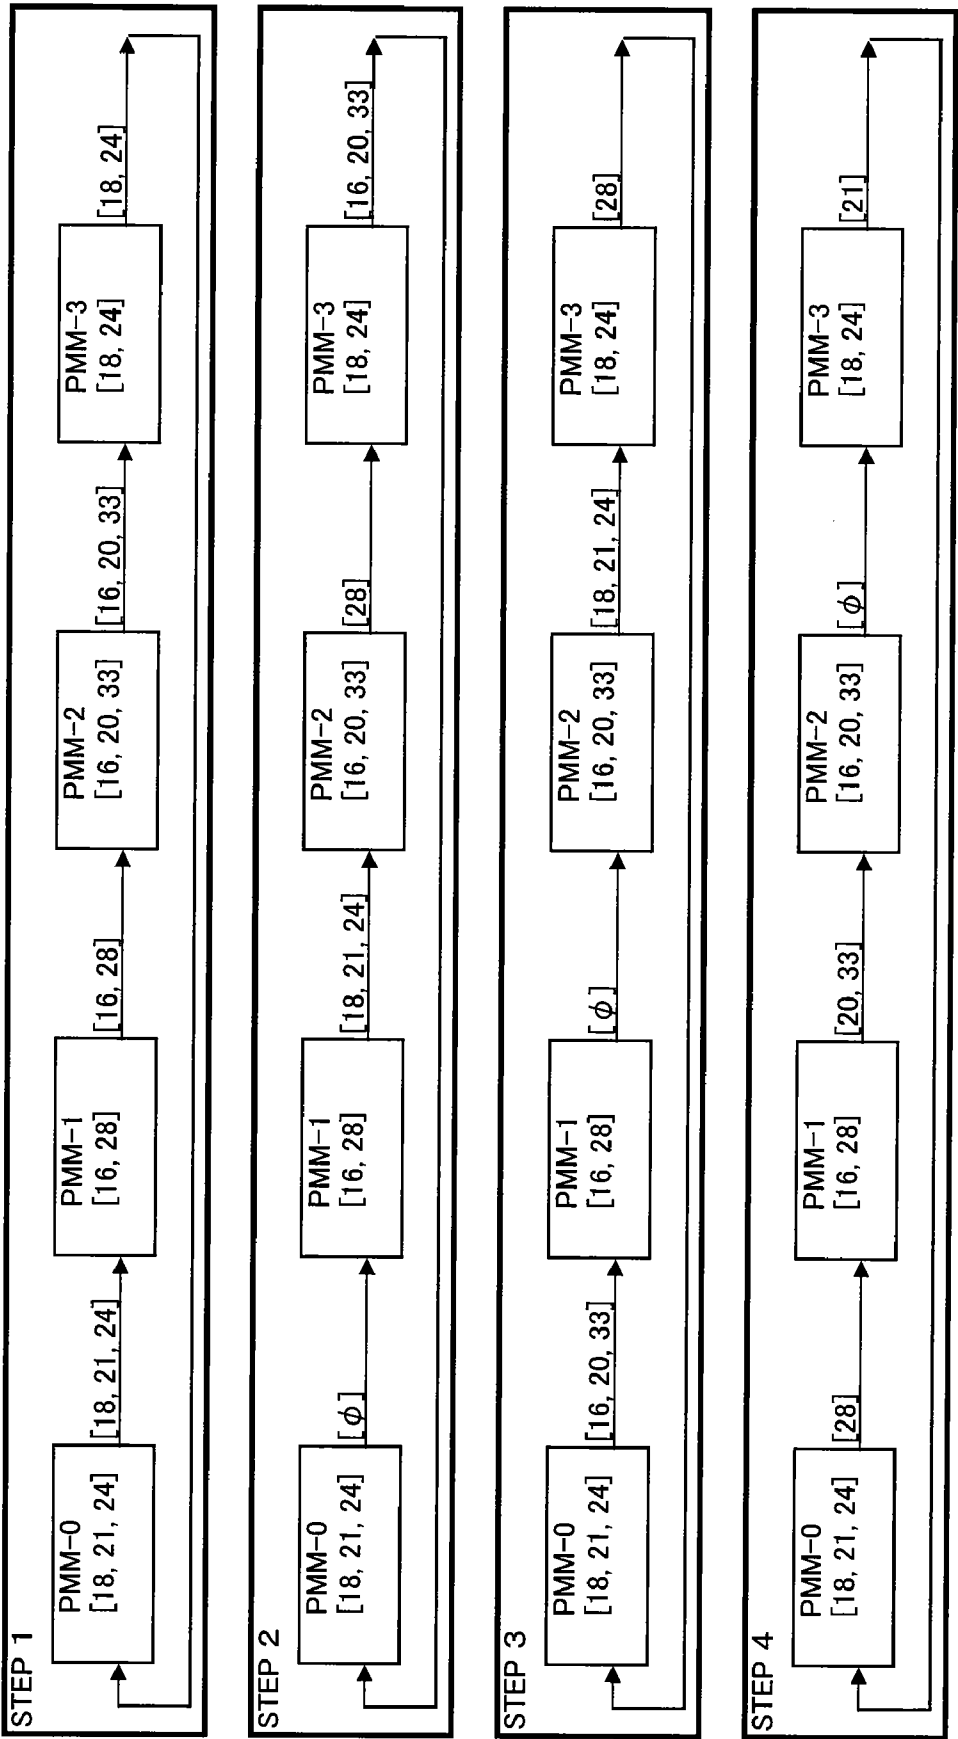 STEP 1
PMM-0
[18, 21, 24]
[18, 21, 24]
PMM-1
[16, 28]
[16, 28]
PMM-2
[16, 20, 33]
[16, 20, 33]
PMM-3
[18, 24]
[18, 24]
STEP 2
PMM-0
[18, 21, 24]
[ϕ]
PMM-1
[16, 28]
[18, 21, 24]
PMM-2
[16, 20, 33]
[28]
PMM-3
[18, 24]
[16, 20, 33]
STEP 3
PMM-0
[18, 21, 24]
[16, 20, 33]
PMM-1
[16, 28]
[ϕ]
PMM-2
[16, 20, 33]
[18, 21, 24]
PMM-3
[18, 24]
[28]
STEP 4
PMM-0
[18, 21, 24]
[28]
PMM-1
[16, 28]
[20, 33]
PMM-2
[16, 20, 33]
[ϕ]
PMM-3
[18, 24]
[21]